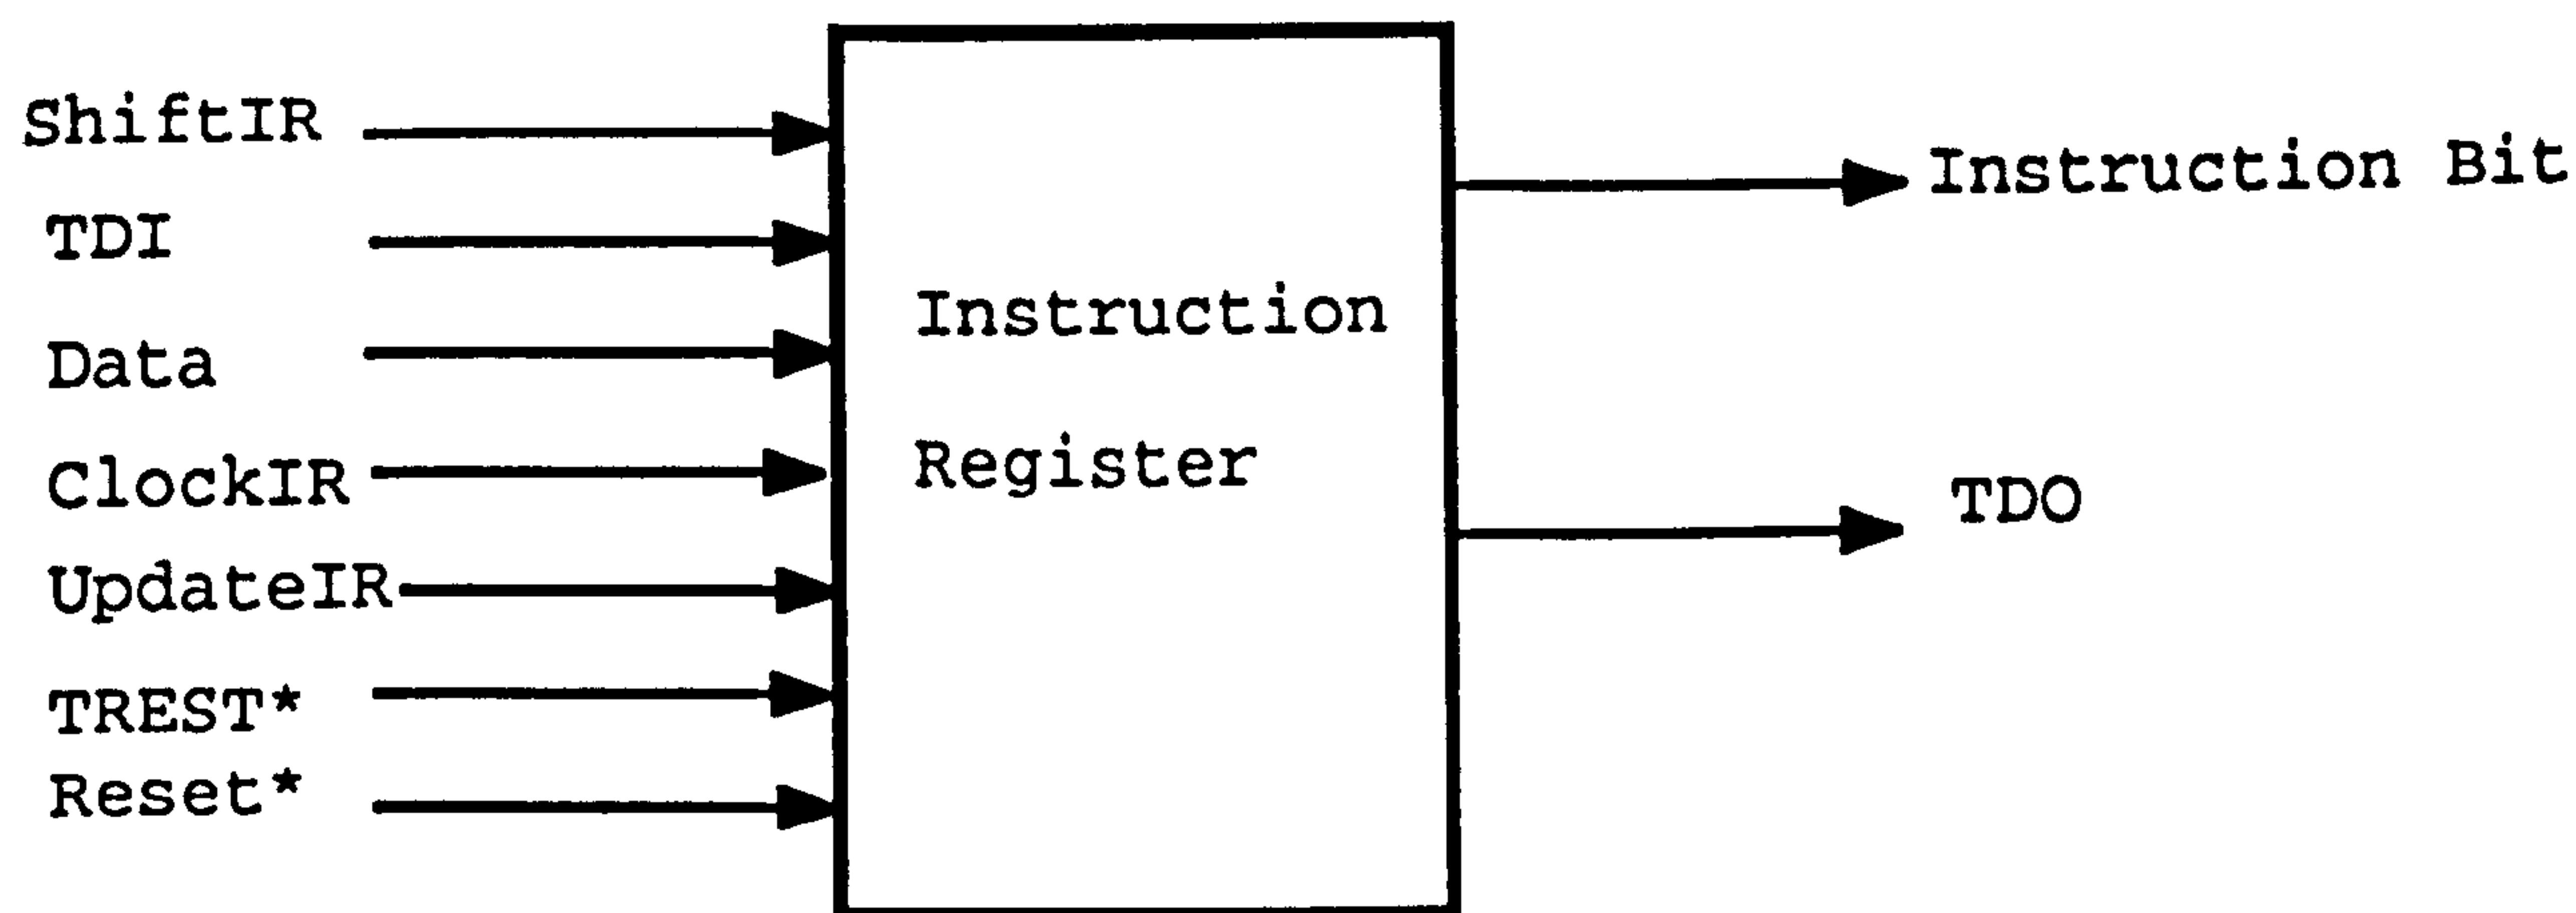 ShiftIR
TDI
Data
ClockIR
UpdateIR
TREST*
Reset*
Instruction
Register
Instruction Bit
TDO